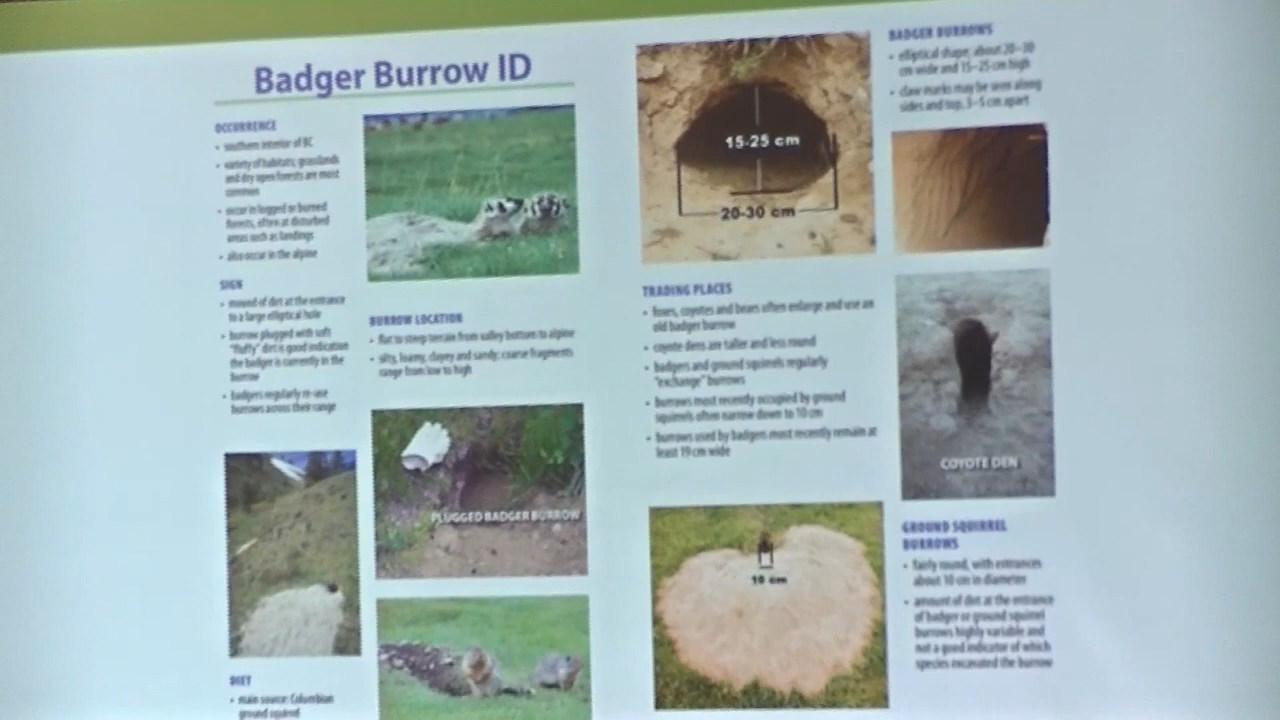 Badger Burrow ID
OCCURRENCE
• southern interior of BC
• variety of habitats; grasslands
and dry open forests are most
common
• occur in logged or burned
forests, often at disturbed
areas such as landings
• also occur in the alpine
SIGN
• mound of dirt at the entrance
to a large elliptical hole
• burrow plugged with soft
"fluffy" dirt is good indication
the badger is currently in the
burrow
• badgers regularly re-use
burrows across their range
DIET
• main source: Columbian
ground squirrel
BURROW LOCATION
• flat to steep terrain from valley bottom to alpine
• silty, loamy, clayey and sandy; coarse fragments
range from low to high
PLUGGED BADGER BURROW
15-25 cm
20-30 cm
TRADING PLACES
• foxes, coyotes and bears often enlarge and use an
old badger burrow
• coyote dens are taller and less round
• badgers and ground squirrels regularly
"exchange" burrows
• burrows most recently occupied by ground
squirrels often narrow down to 10 cm
• burrows used by badgers most recently remain at
least 19 cm wide
10 cm
BADGER BURROWS
• elliptical shape; about 20–30
cm wide and 15–25 cm high
• claw marks may be seen along
sides and top, 3–5 cm apart
COYOTE DEN
GROUND SQUIRREL
BURROWS
• fairly round, with entrances
about 10 cm in diameter
• amount of dirt at the entrance
of badger or ground squirrel
burrows highly variable and
not a good indicator of which
species excavated the burrow